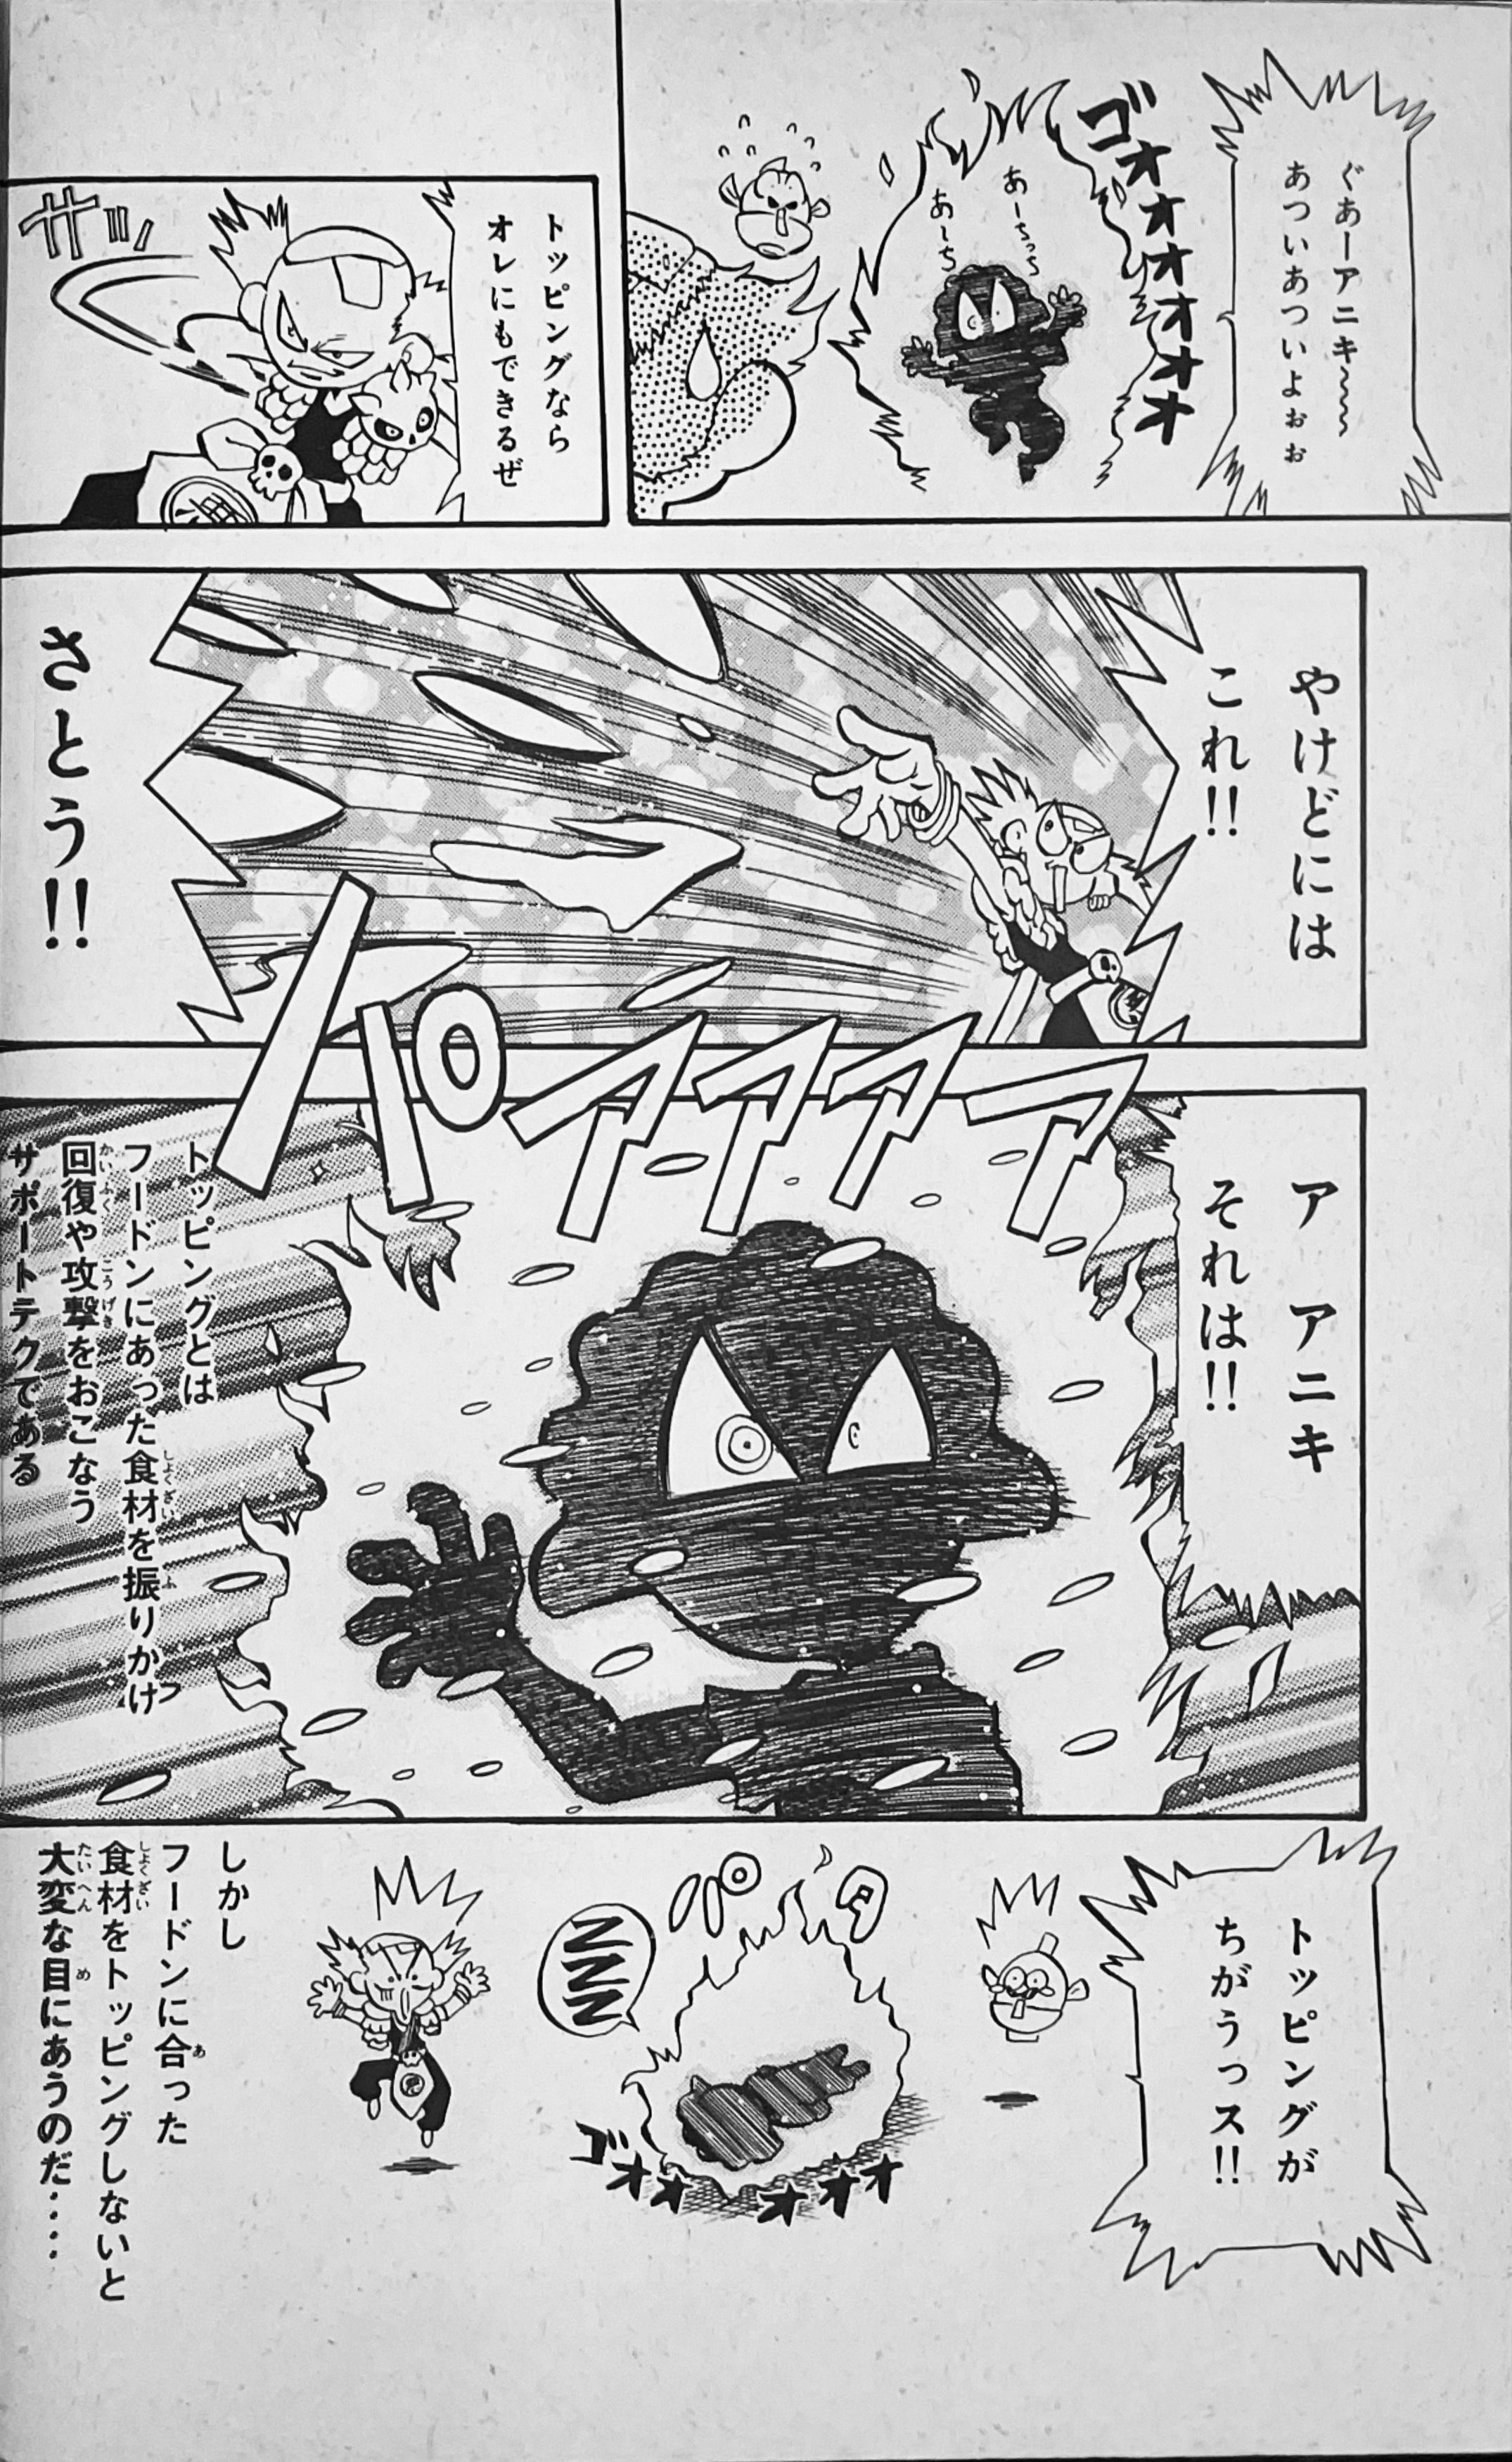 ぐあーアニキ～～～
あついあついよぉぉ
ゴオオオオオオオ
あーちっち
あーち
トッピングなら
オレにもできるぜ
サッ
やけどには
これ!!
さとう!!
パアアアア
ア アニキ
それは!!
トッピングとは
フードンにあった食材を振りかけ
回復や攻撃をおこなう
サポートテクである
トッピングが
ちがうっス!!
パ
NNN
ゴオオオオオ
しかし
フードンに合った
食材をトッピングしないと
大変な目にあうのだ‥‥